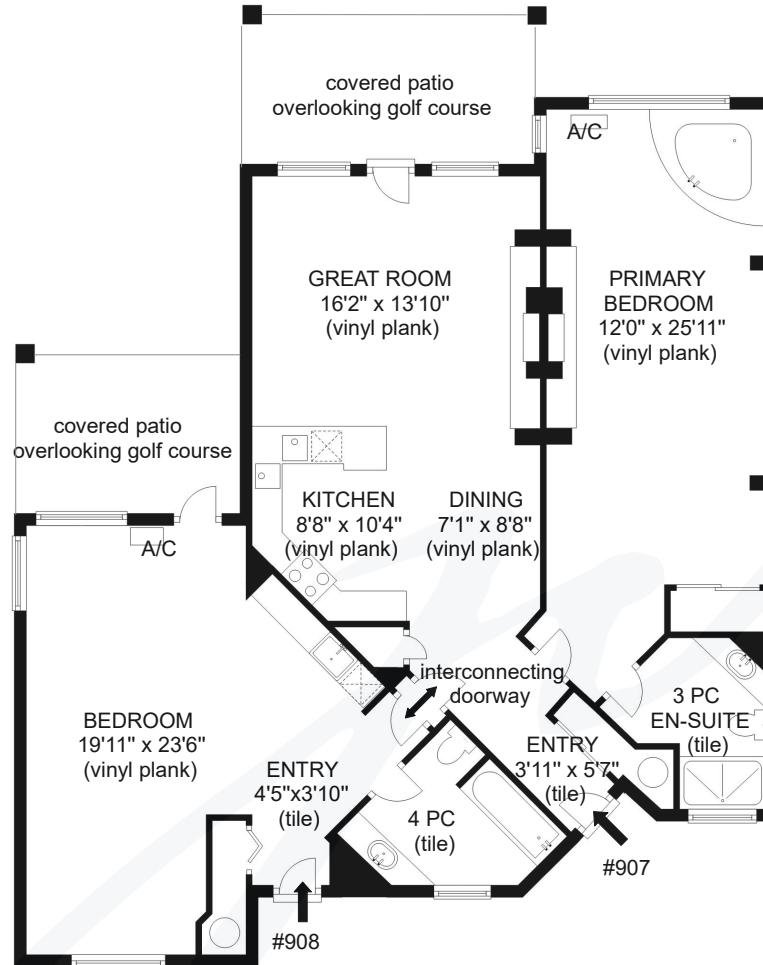 covered patio
overlooking golf course
A/C
GREAT ROOM
16'2" x 13'10"
(vinyl plank)
PRIMARY
BEDROOM
12'0" x 25'11"
(vinyl plank)
covered patio
overlooking golf course
KITCHEN
8'8" x 10'4"
(vinyl plank)
DINING
7'1" x 8'8"
(vinyl plank)
A/C
interconnecting
doorway
BEDROOM
19'11" x 23'6"
(vinyl plank)
3 PC
EN-SUITE
(tile)
ENTRY
3'11" x 5'7"
(tile)
ENTRY
4'5"x3'10"
(tile)
4 PC
(tile)
#907
#908